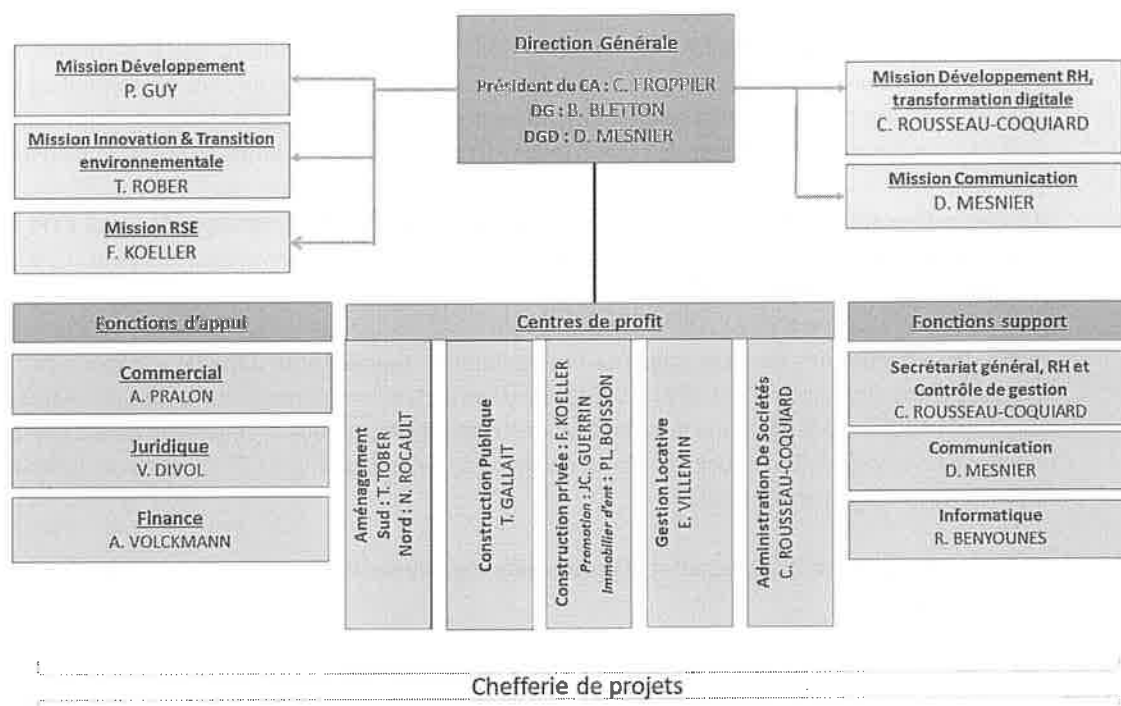 Direction Générale
Président du CA : C. FROPPIER
DG : B. BLETTON
DGD : D. MESNIER
Mission Développement
P. GUY
Mission Innovation & Transition
environnementale
T. ROBER
Mission RSE
F. KOELLER
Mission Développement RH,
transformation digitale
C. ROUSSEAU-COQUIARD
Mission Communication
D. MESNIER
Fonctions d'appui
Commercial
A. PRALON
Juridique
V. DIVOL
Finance
A. VOLCKMANN
Centres de profit
Aménagement
Sud : T. TOBER
Nord : N. ROCAULT
Construction Publique
T. GALLAIT
Construction privée : F. KOELLER
Promotion : JC. GUERRIN
Immobilier d'ent : PL. BOISSON
Gestion Locative
E. VILLEMIN
Administration De Sociétés
C. ROUSSEAU-COQUIARD
Fonctions support
Secrétariat général, RH et
Contrôle de gestion
C. ROUSSEAU-COQUIARD
Communication
D. MESNIER
Informatique
R. BENYOUNES
Chefferie de projets